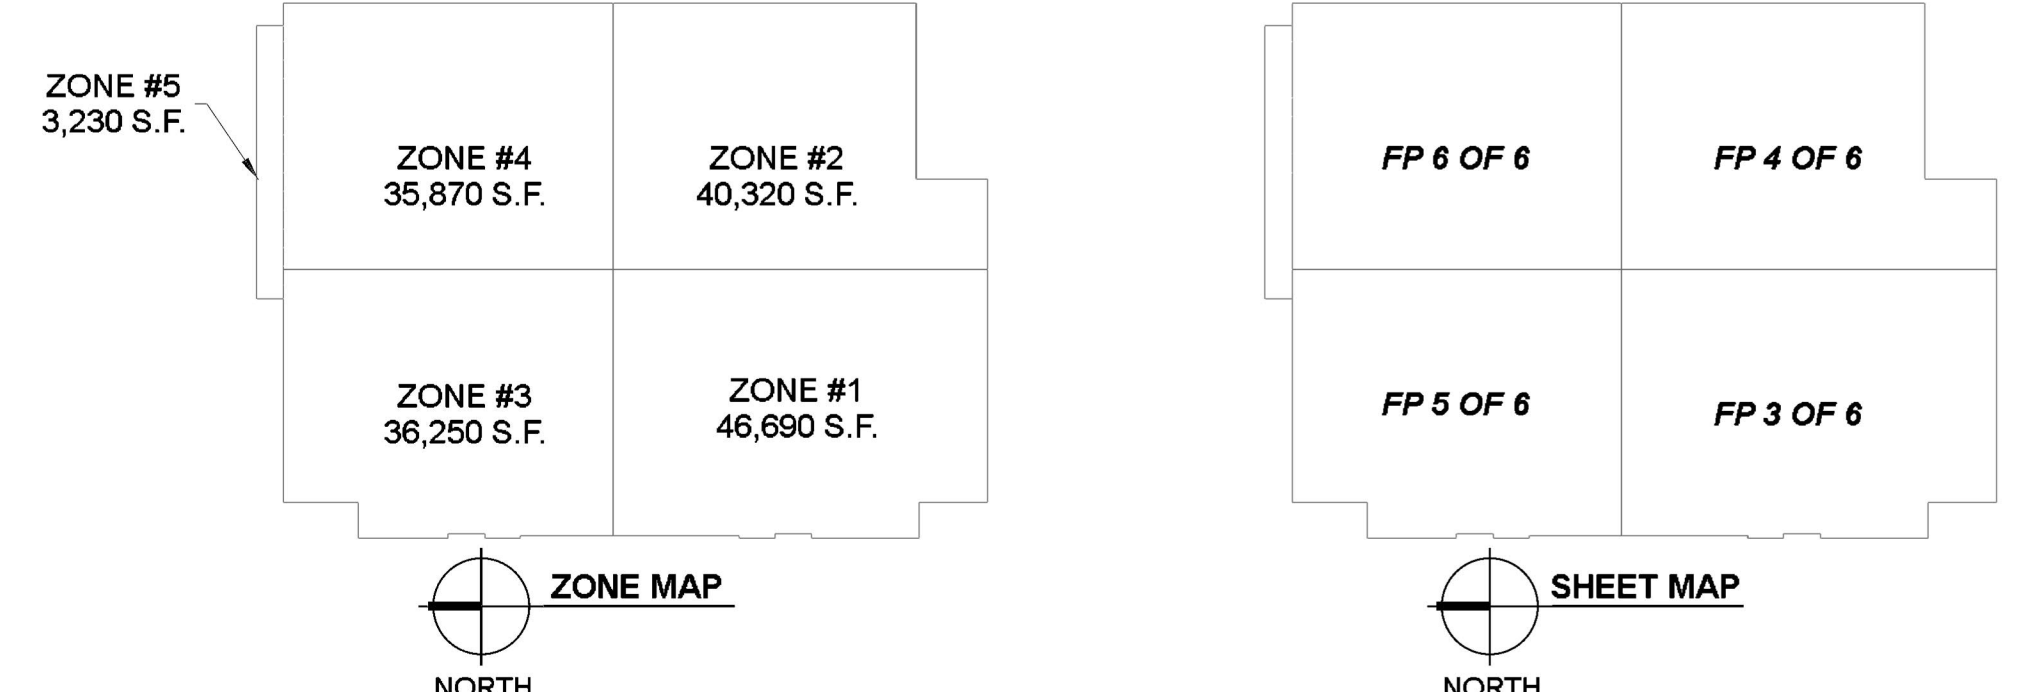 ZONE #5
3,230 S.F.
ZONE #4
35,870 S.F.
ZONE #2
40,320 S.F.
ZONE #3
36,250 S.F.
ZONE #1
46,690 S.F.
ZONE MAP
NORTH
FP 6 OF 6
FP 4 OF 6
FP 5 OF 6
FP 3 OF 6
SHEET MAP
NORTH